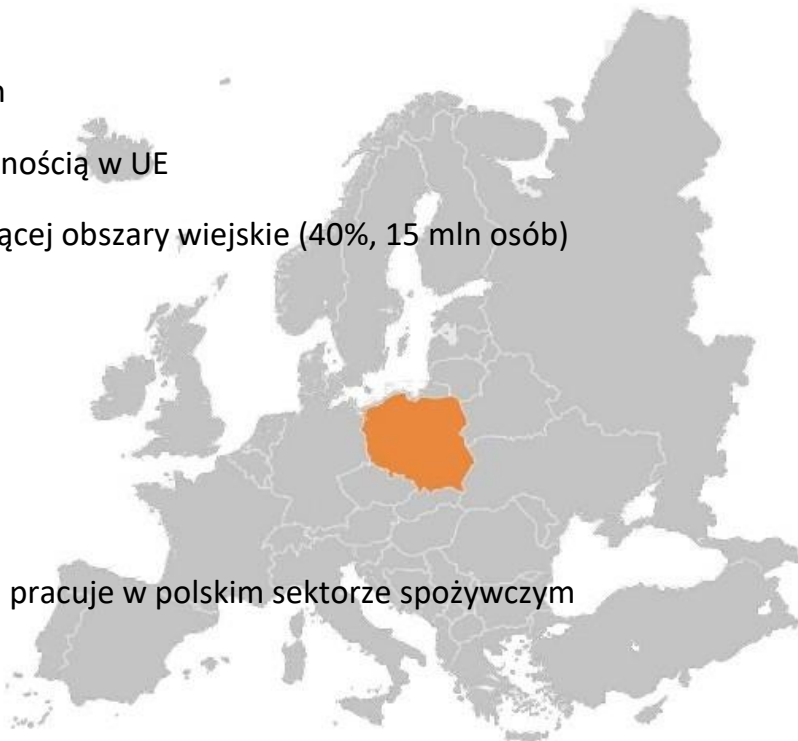 nością w UE
ącej obszary wiejskie (40%, 15 mln osób)
pracuje w polskim sektorze spożywczym